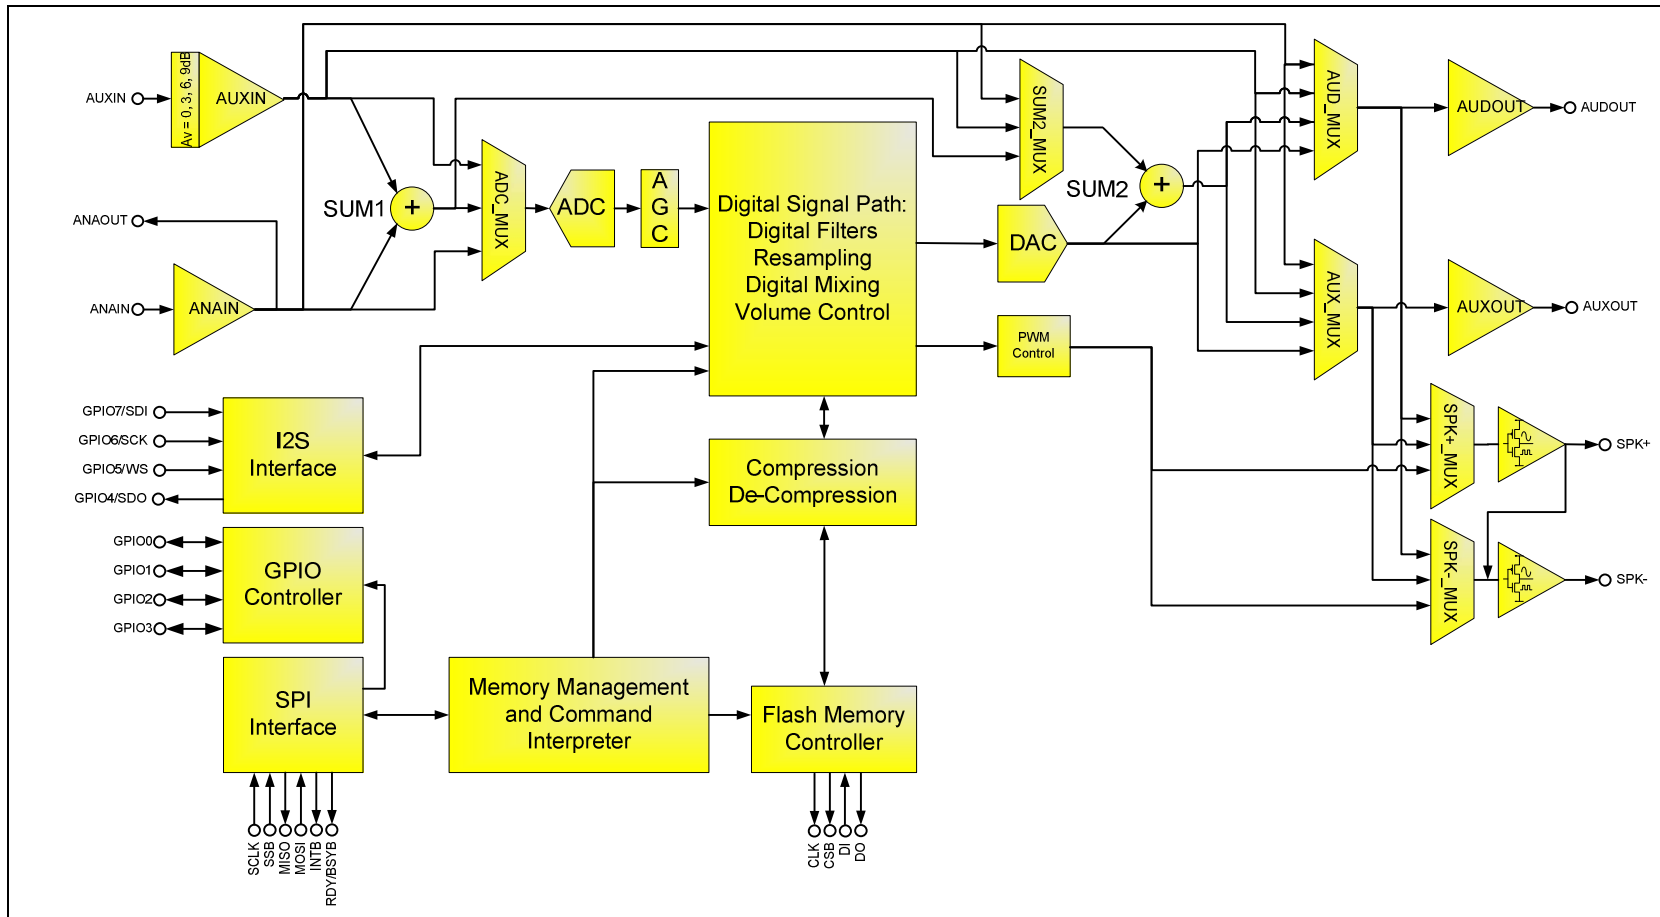 Av = 0, 3, 6, 9dB
AUXIN
AUXIN
ANAOUT
ANAIN
ANAIN
SUM1
+
ADC_MUX
ADC
A
G
C
Digital Signal Path:
Digital Filters
Resampling
Digital Mixing
Volume Control
SUM2_MUX
SUM2
+
DAC
PWM
Control
AUD_MUX
AUX_MUX
AUDOUT
AUDOUT
AUXOUT
AUXOUT
SPK+_MUX
SPK+
SPK-_MUX
SPK-
GPIO7/SDI
GPIO6/SCK
GPIO5/WS
GPIO4/SDO
I2S
Interface
GPIO0
GPIO1
GPIO2
GPIO3
GPIO
Controller
Compression
De-Compression
SPI
Interface
Memory Management
and Command
Interpreter
Flash Memory
Controller
SCLK
SSB
MISO
MOSI
INTB
RDY/BSYB
CLK
CSB
DI
DO